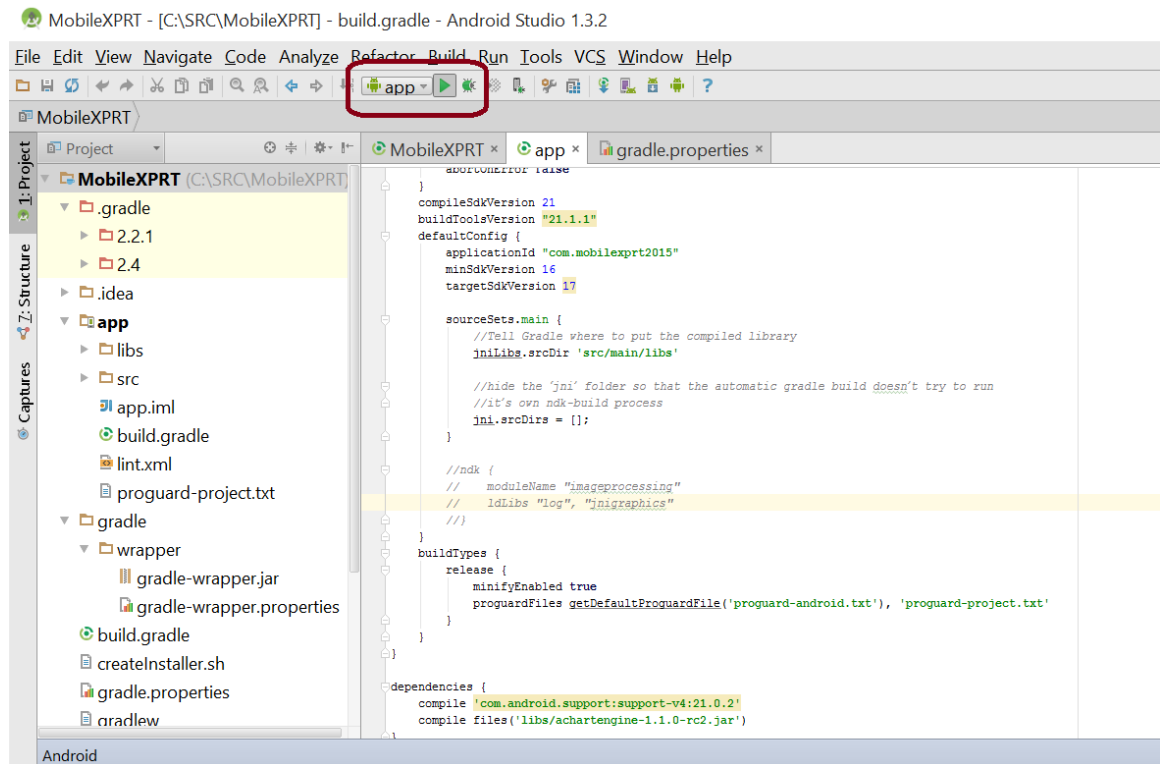 MobileXPRT - [C:\SRC\MobileXPRT] - build.gradle - Android Studio 1.3.2
File Edit View Navigate Code Analyze Refactor Build Run Tools VCS Window Help
app
MobileXPRT
1: Project
Z: Structure
Captures
Project
MobileXPRT (C:\SRC\MobileXPRT)
.gradle
2.2.1
2.4
.idea
app
libs
src
app.iml
build.gradle
lint.xml
proguard-project.txt
gradle
wrapper
gradle-wrapper.jar
gradle-wrapper.properties
build.gradle
createInstaller.sh
gradle.properties
gradlew
MobileXPRT × app × gradle.properties ×
abortOnError false
}
compileSdkVersion 21
buildToolsVersion "21.1.1"
defaultConfig {
applicationId "com.mobilexprt2015"
minSdkVersion 16
targetSdkVersion 17
sourceSets.main {
//Tell Gradle where to put the compiled library
jniLibs.srcDir 'src/main/libs'
//hide the 'jni' folder so that the automatic gradle build doesn't try to run
//it's own ndk-build process
jni.srcDirs = [];
}
//ndk {
// moduleName "imageprocessing"
// ldLibs "log", "jnigraphics"
//}
}
buildTypes {
release {
minifyEnabled true
proguardFiles getDefaultProguardFile('proguard-android.txt'), 'proguard-project.txt'
}
}
}
dependencies {
compile 'com.android.support:support-v4:21.0.2'
compile files('libs/achartengine-1.1.0-rc2.jar')
}
Android